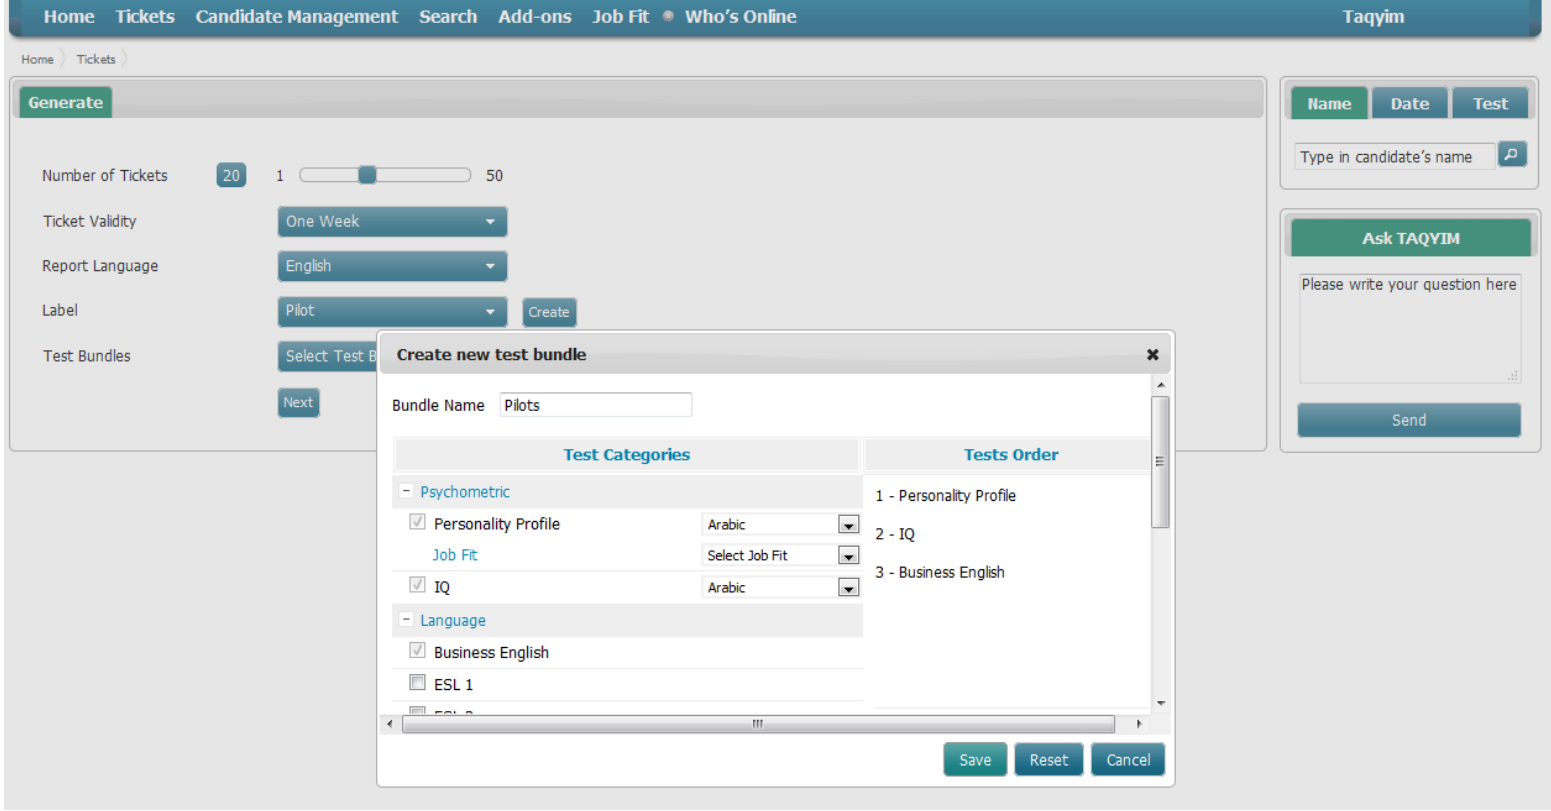 Home Tickets Candidate Management Search Add-ons Job Fit Who's Online Taqyim
Home Tickets
Generate
Number of Tickets 20 1 50
Ticket Validity One Week
Report Language English
Label Pilot Create
Test Bundles Select Test B
Next
Create new test bundle
Bundle Name Pilots
Test Categories
Psychometric
Personality Profile Arabic
Job Fit Select Job Fit
IQ Arabic
Language
Business English
ESL 1
Tests Order
1 - Personality Profile
2 - IQ
3 - Business English
Save Reset Cancel
Name Date Test
Type in candidate's name
Ask TAQYIM
Please write your question here
Send